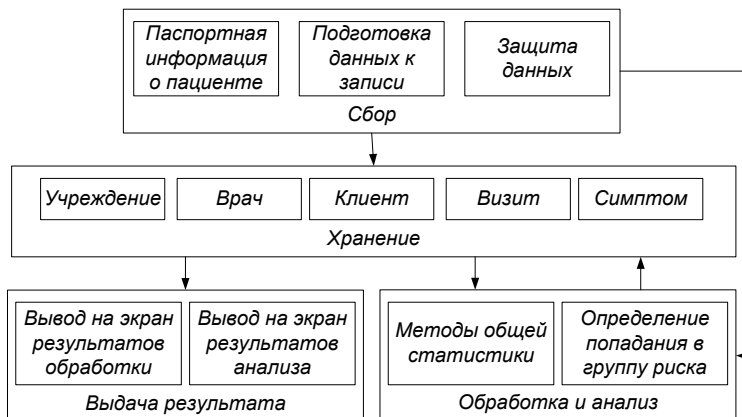 Паспортная
информация
о пациенте
Подготовка
данных к
записи
Защита
данных
Сбор
Учреждение
Врач
Клиент
Визит
Симптом
Хранение
Вывод на экран
результатов
обработки
Вывод на экран
результатов
анализа
Выдача результата
Методы общей
статистики
Определение
попадания в
группу риска
Обработка и анализ